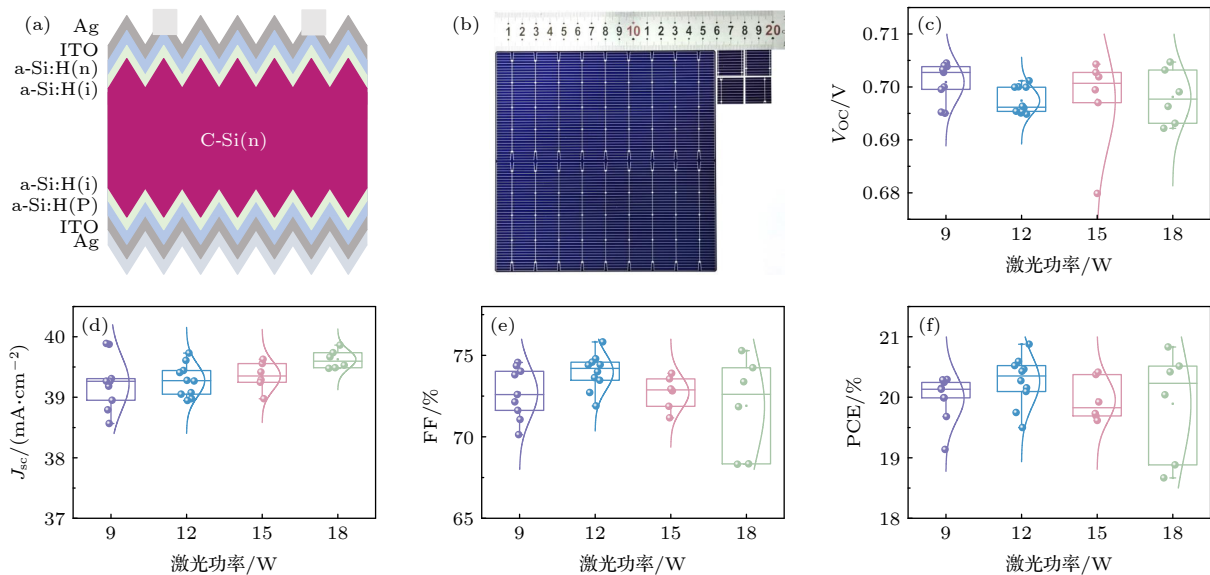 (a)
Ag
ITO
a-Si:H(n)
a-Si:H(i)
C-Si(n)
a-Si:H(i)
a-Si:H(P)
ITO
Ag
(b)
1 2 3 4 5 6 7 8 9 10 1 2 3 4 5 6 7 8 9 20
(c)
0.71
0.70
0.69
0.68
V_OC/V
9 12 15 18
激光功率/W
(d)
40
39
38
37
J_sc/(mA·cm⁻²)
9 12 15 18
激光功率/W
(e)
75
70
65
FF/%
9 12 15 18
激光功率/W
(f)
21
20
19
18
PCE/%
9 12 15 18
激光功率/W